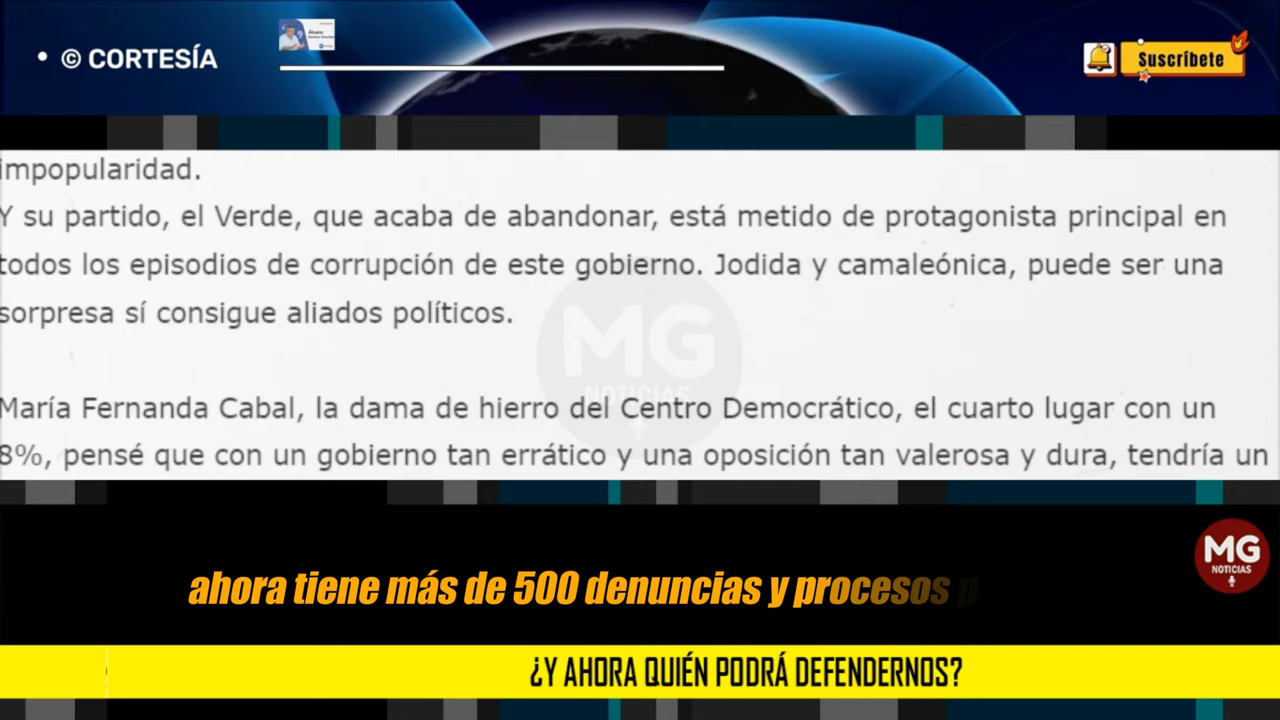 • © CORTESÍA
Álvaro
Suscríbete
impopularidad.
Y su partido, el Verde, que acaba de abandonar, está metido de protagonista principal en
todos los episodios de corrupción de este gobierno. Jodida y camaleónica, puede ser una
sorpresa sí consigue aliados políticos.
MG
NOTICIAS
María Fernanda Cabal, la dama de hierro del Centro Democrático, el cuarto lugar con un
8%, pensé que con un gobierno tan errático y una oposición tan valerosa y dura, tendría un
MG
NOTICIAS
ahora tiene más de 500 denuncias y procesos p
¿Y AHORA QUIÉN PODRÁ DEFENDERNOS?